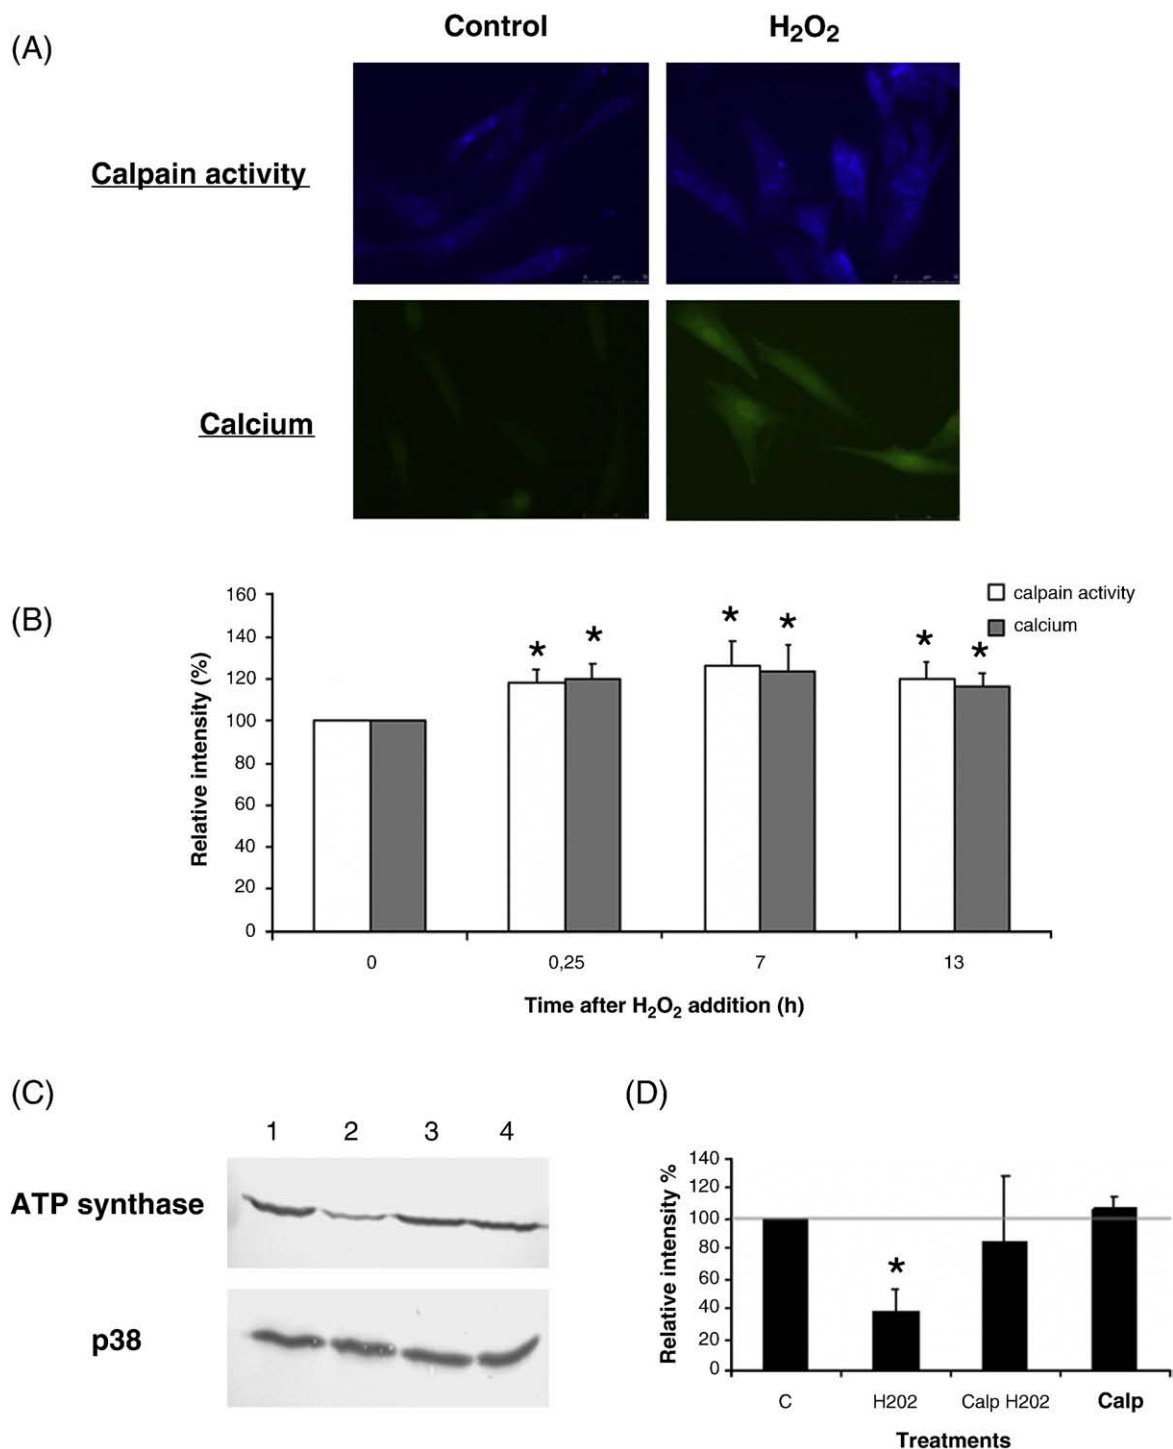 (A)
Control
H₂O₂
Calpain activity
Calcium
(B)
160
140
120
100
80
60
40
20
0
Relative intensity (%)
calpain activity
calcium
* * * * * *
0 0,25 7 13
Time after H₂O₂ addition (h)
(C)
1 2 3 4
ATP synthase
p38
(D)
140
120
100
80
60
40
20
0
Relative intensity %
*
C H202 Calp H202 Calp
Treatments